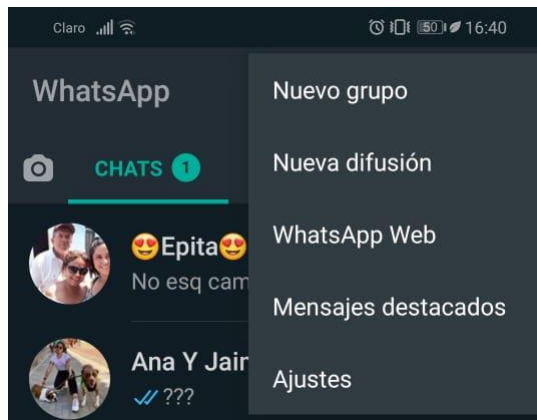 Claro 50 16:40
WhatsApp
CHATS 1
😍Epita😍
No esq cam
Ana Y Jair
???
Nuevo grupo
Nueva difusión
WhatsApp Web
Mensajes destacados
Ajustes